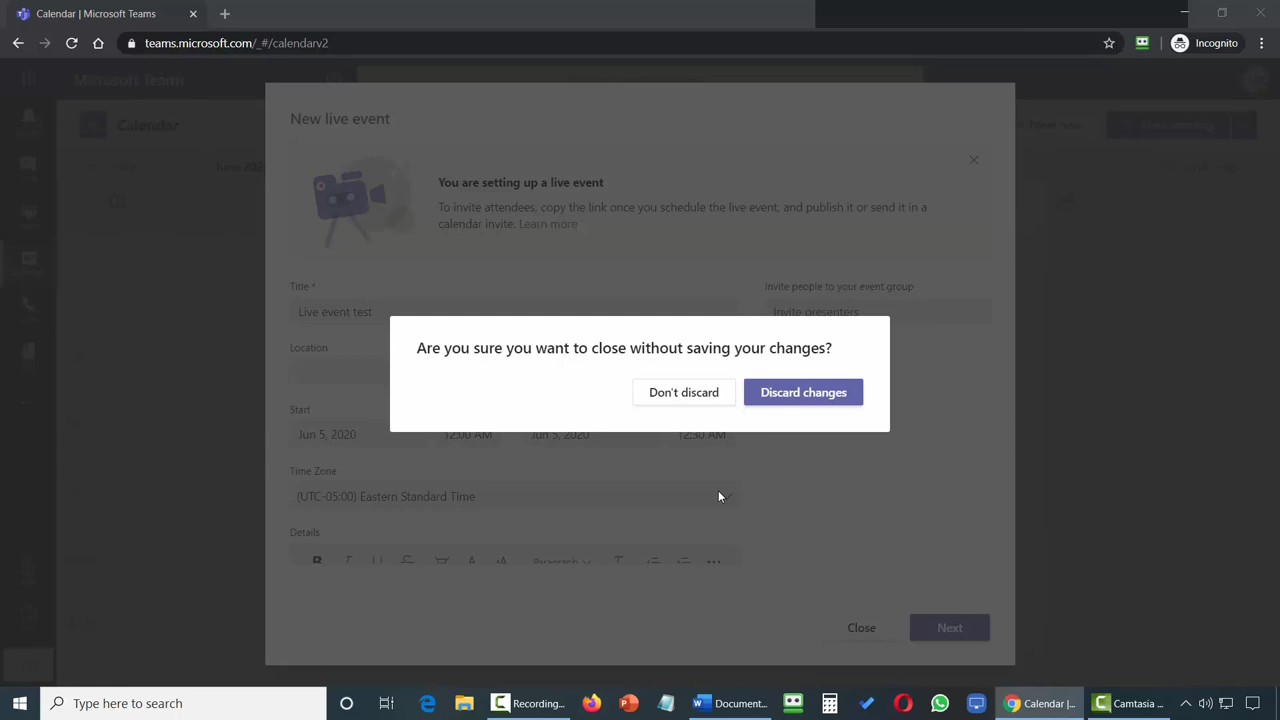 Calendar | Microsoft Teams
teams.microsoft.com/_#/calendarv2
Incognito
Microsoft Teams
Calendar
New live event
You are setting up a live event
To invite attendees, copy the link once you schedule the live event, and publish it or send it in a
calendar invite. Learn more
Title *
Invite people to your event group
Live event test
Invite presenters
Location
Are you sure you want to close without saving your changes?
Don't discard
Discard changes
Start
Jun 5, 2020
12:00 AM
Jun 5, 2020
12:30 AM
Time Zone
(UTC-05:00) Eastern Standard Time
Details
Paragraph
Close
Next
Type here to search
Recording...
Document...
Calendar |...
Camtasia ...